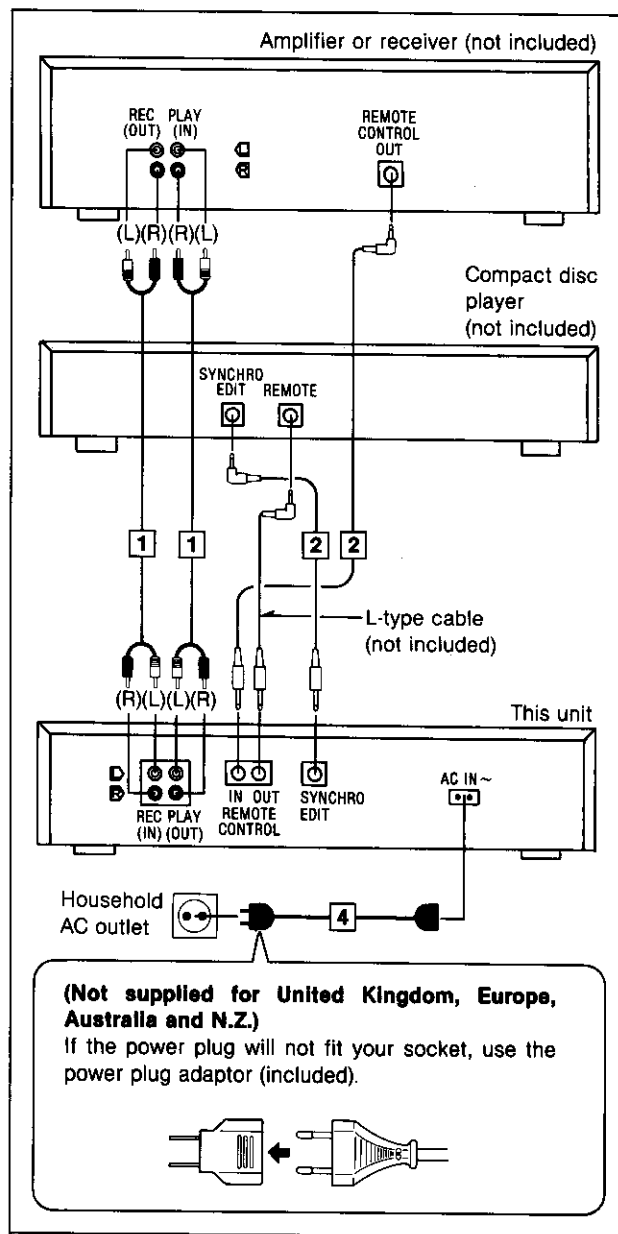 Amplifier or receiver (not included)
REC PLAY
(OUT) (IN)
REMOTE
CONTROL
OUT
L
R
(L)(R)(R)(L)
Compact disc
player
(not included)
SYNCHRO
EDIT REMOTE
1 1 2 2
L-type cable
(not included)
(R)(L)(L)(R)
This unit
L
R
REC PLAY
(IN) (OUT)
IN OUT
REMOTE
CONTROL
SYNCHRO
EDIT
AC IN ~
Household
AC outlet
4
(Not supplied for United Kingdom, Europe,
Australia and N.Z.)
If the power plug will not fit your socket, use the
power plug adaptor (included).